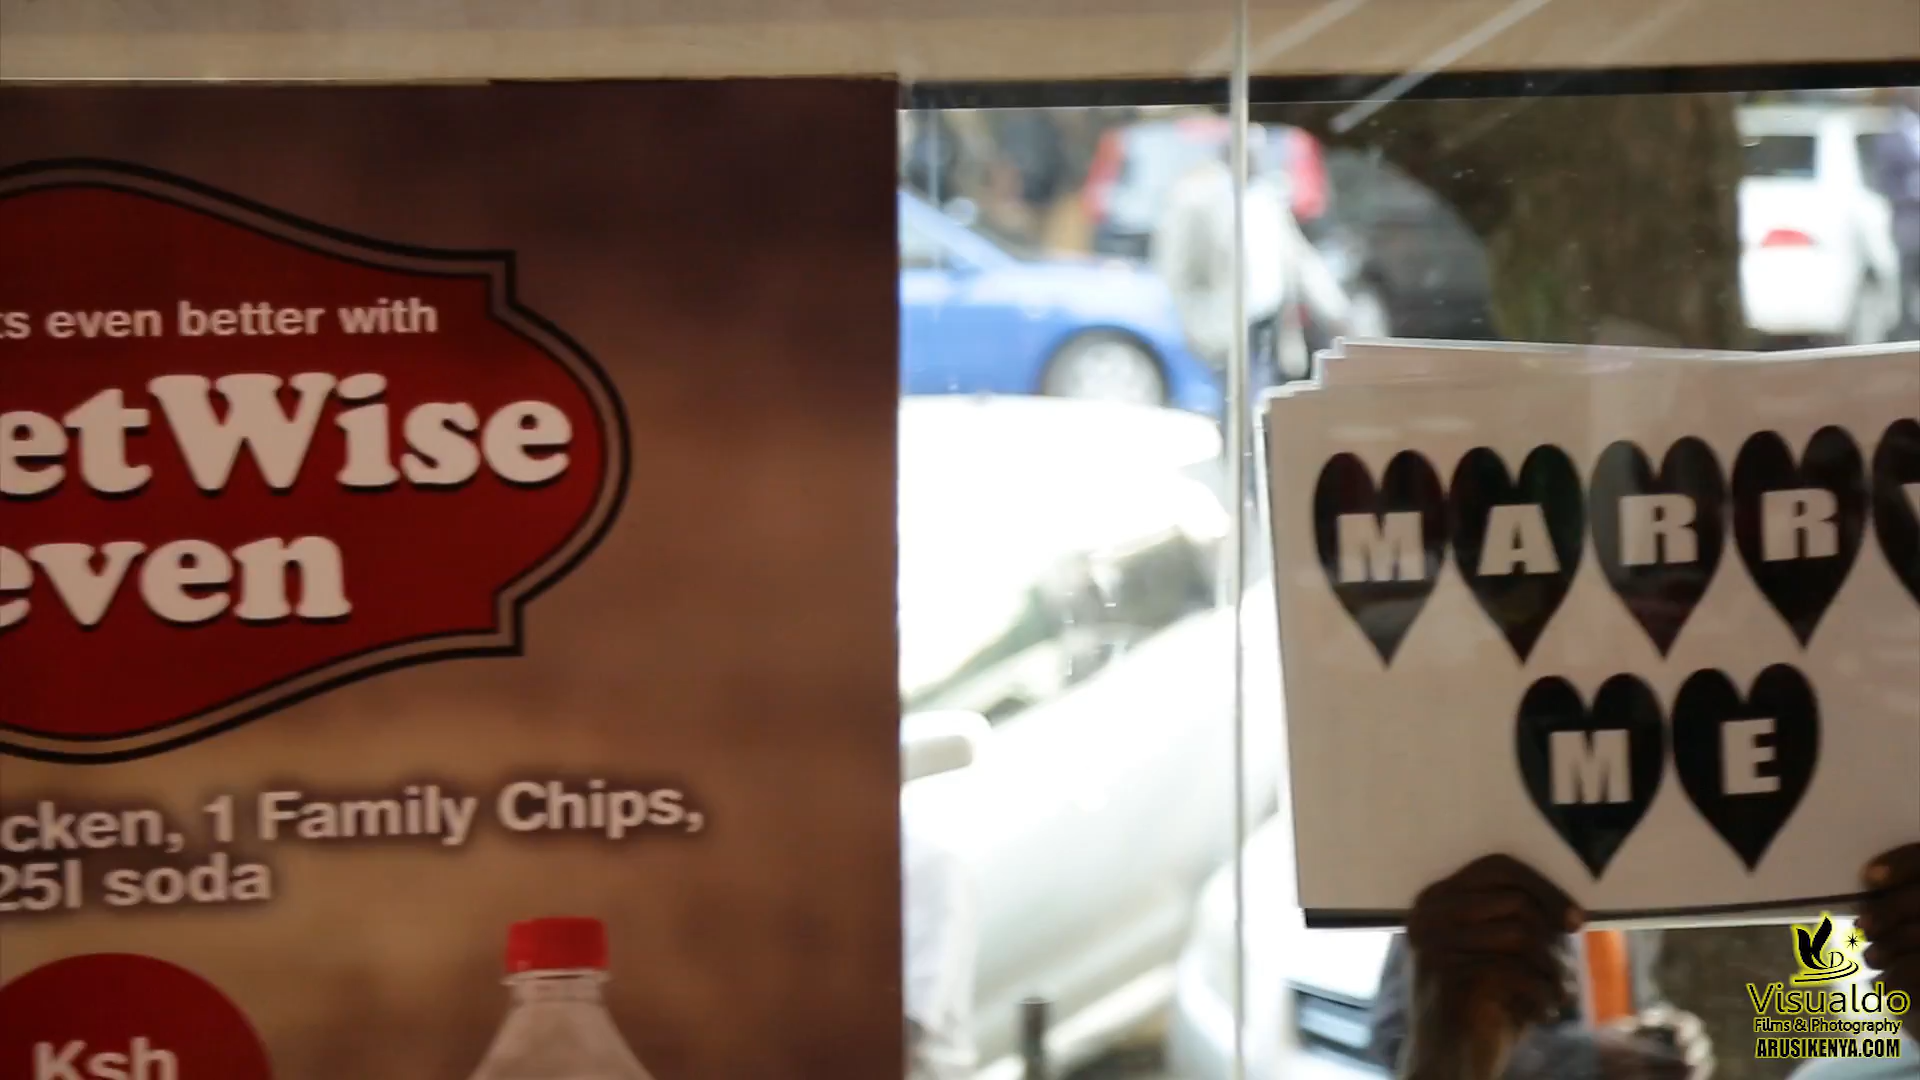 ts even better with
etWise
even
cken, 1 Family Chips,
25l soda
Ksh
MARRY
ME
Visualdo
Films & Photography
ARUSIKENYA.COM